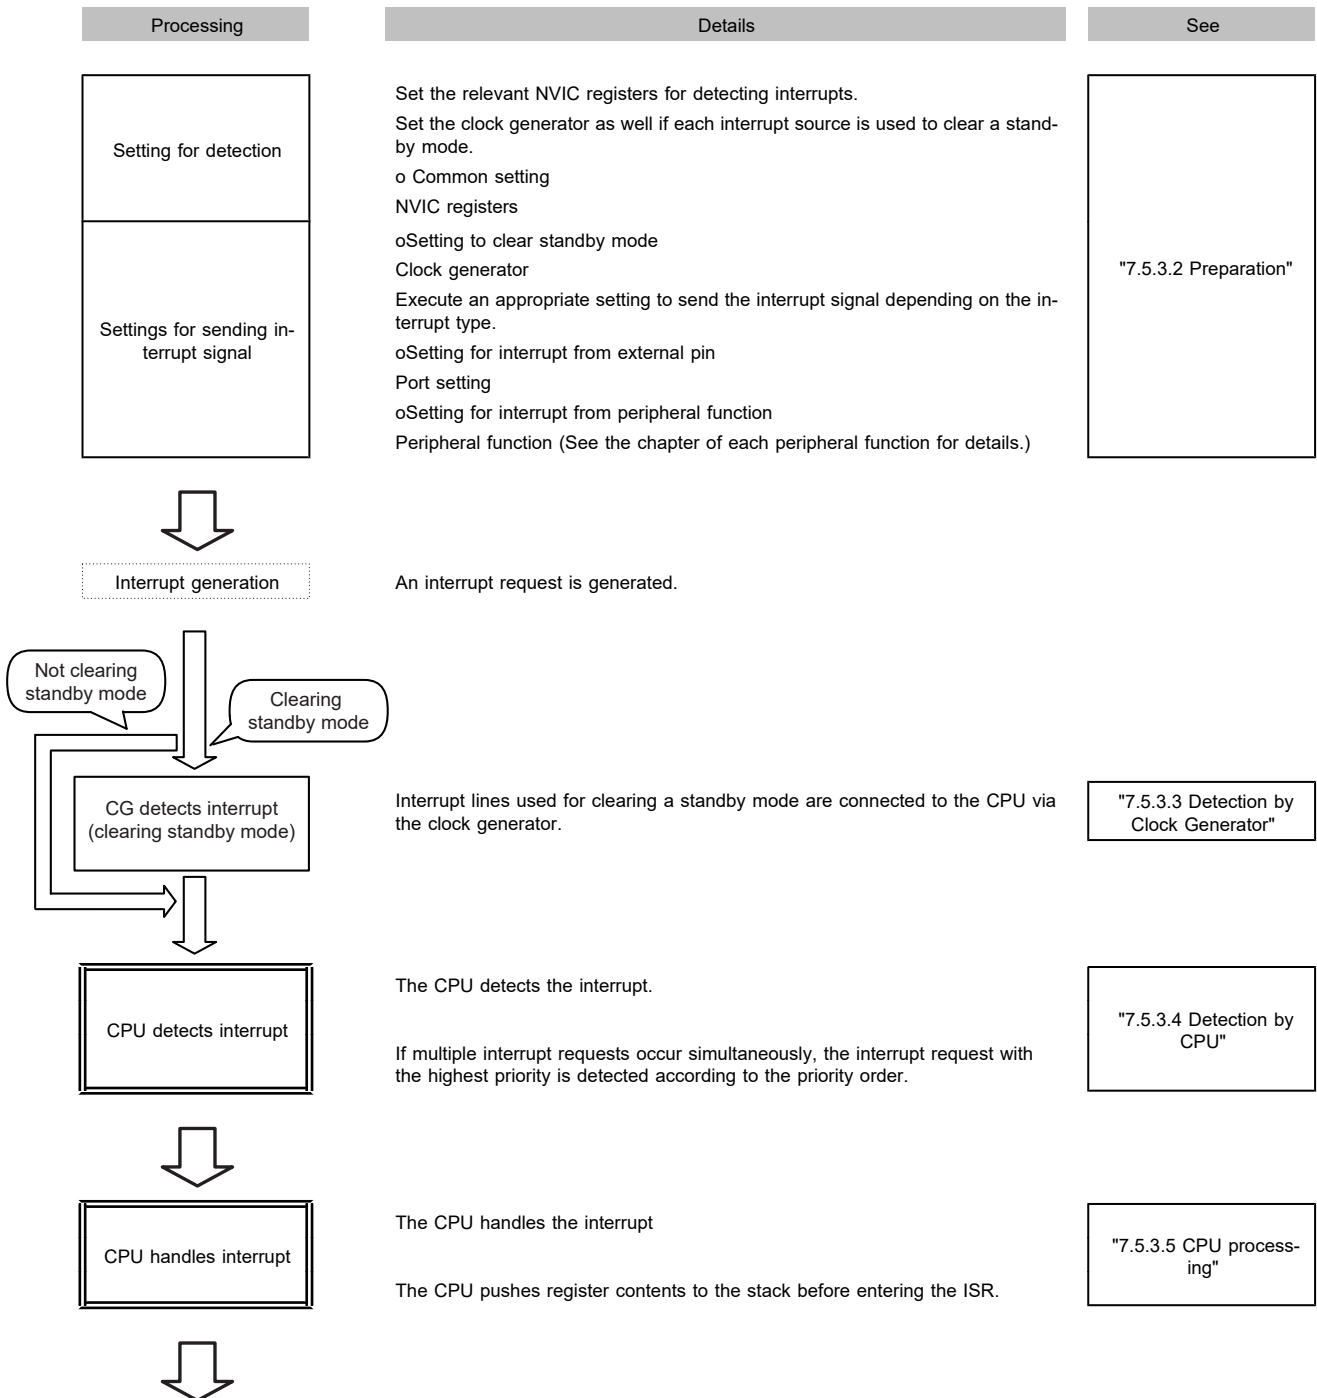 Processing
Details
See
Setting for detection
Set the relevant NVIC registers for detecting interrupts.
Set the clock generator as well if each interrupt source is used to clear a stand-
by mode.
o Common setting
NVIC registers
Settings for sending in-
terrupt signal
oSetting to clear standby mode
Clock generator
Execute an appropriate setting to send the interrupt signal depending on the in-
terrupt type.
oSetting for interrupt from external pin
Port setting
oSetting for interrupt from peripheral function
Peripheral function (See the chapter of each peripheral function for details.)
"7.5.3.2 Preparation"
Interrupt generation
An interrupt request is generated.
Not clearing
standby mode
Clearing
standby mode
CG detects interrupt
(clearing standby mode)
Interrupt lines used for clearing a standby mode are connected to the CPU via
the clock generator.
"7.5.3.3 Detection by
Clock Generator"
CPU detects interrupt
The CPU detects the interrupt.
If multiple interrupt requests occur simultaneously, the interrupt request with
the highest priority is detected according to the priority order.
"7.5.3.4 Detection by
CPU"
CPU handles interrupt
The CPU handles the interrupt
The CPU pushes register contents to the stack before entering the ISR.
"7.5.3.5 CPU process-
ing"